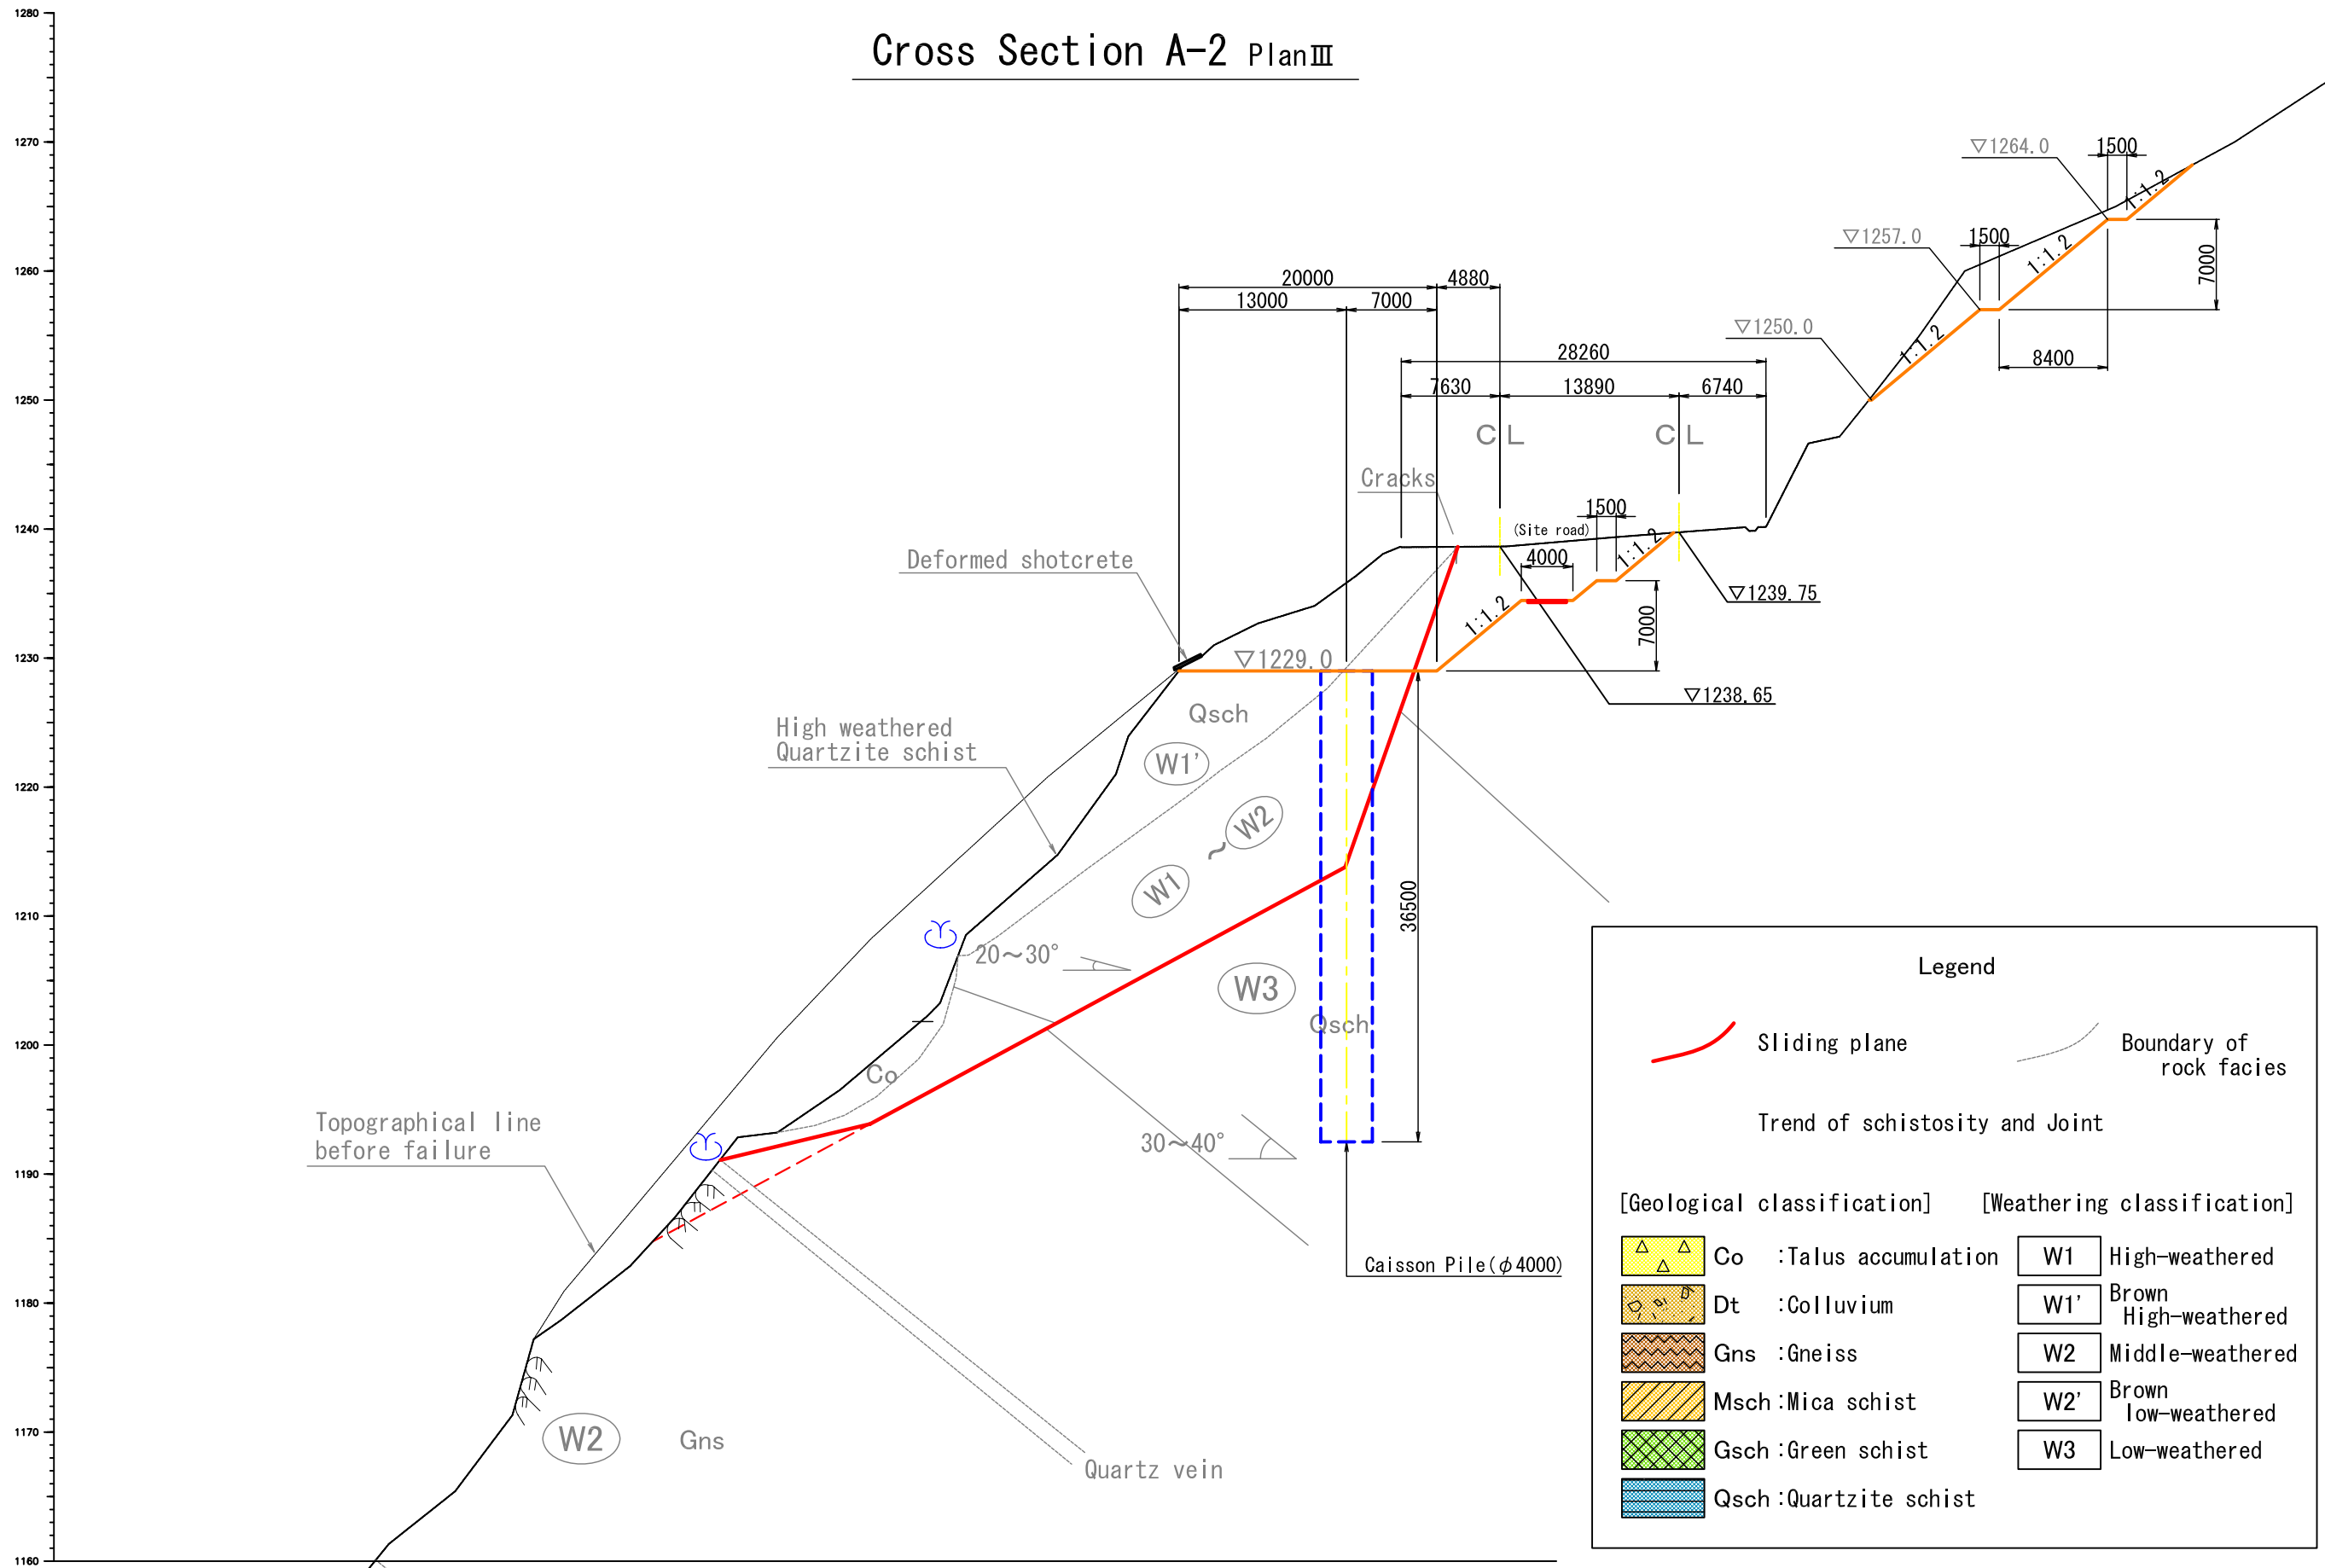 Cross Section A-2 PlanⅢ
1280
1270
1260
1250
1240
1230
1220
1210
1200
1190
1180
1170
1160
▽1264.0
1500
1:1.2
▽1257.0
1500
1:1.2
7000
▽1250.0
1:1.2
8400
20000
4880
13000
7000
28260
7630
13890
6740
CL
CL
Cracks
(Site road)
1500
4000
1:1.2
1:1.2
7000
▽1239.75
▽1238.65
Deformed shotcrete
▽1229.0
High weathered
Quartzite schist
Qsch
W1'
W1
~
W2
36500
20~30°
W3
Qsch
Co
30~40°
Topographical line
before failure
Caisson Pile(φ4000)
W2
Gns
Quartz vein
Legend
Sliding plane
Boundary of
rock facies
Trend of schistosity and Joint
[Geological classification]
[Weathering classification]
Co :Talus accumulation
W1 High-weathered
Dt :Colluvium
W1' Brown
High-weathered
Gns :Gneiss
W2 Middle-weathered
Msch :Mica schist
W2' Brown
low-weathered
Gsch :Green schist
W3 Low-weathered
Qsch :Quartzite schist